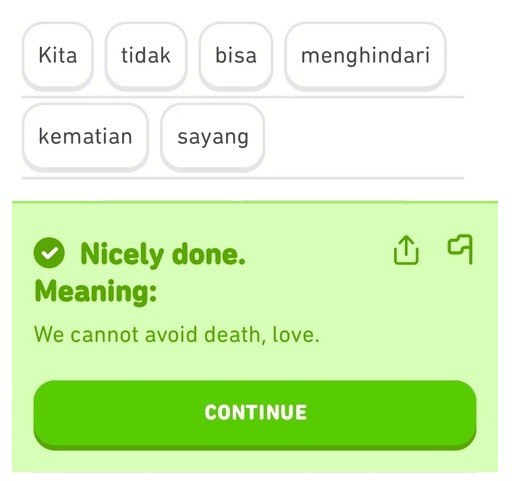 Kita tidak bisa menghindari
kematian sayang
Nicely done.
Meaning:
We cannot avoid death, love.
CONTINUE